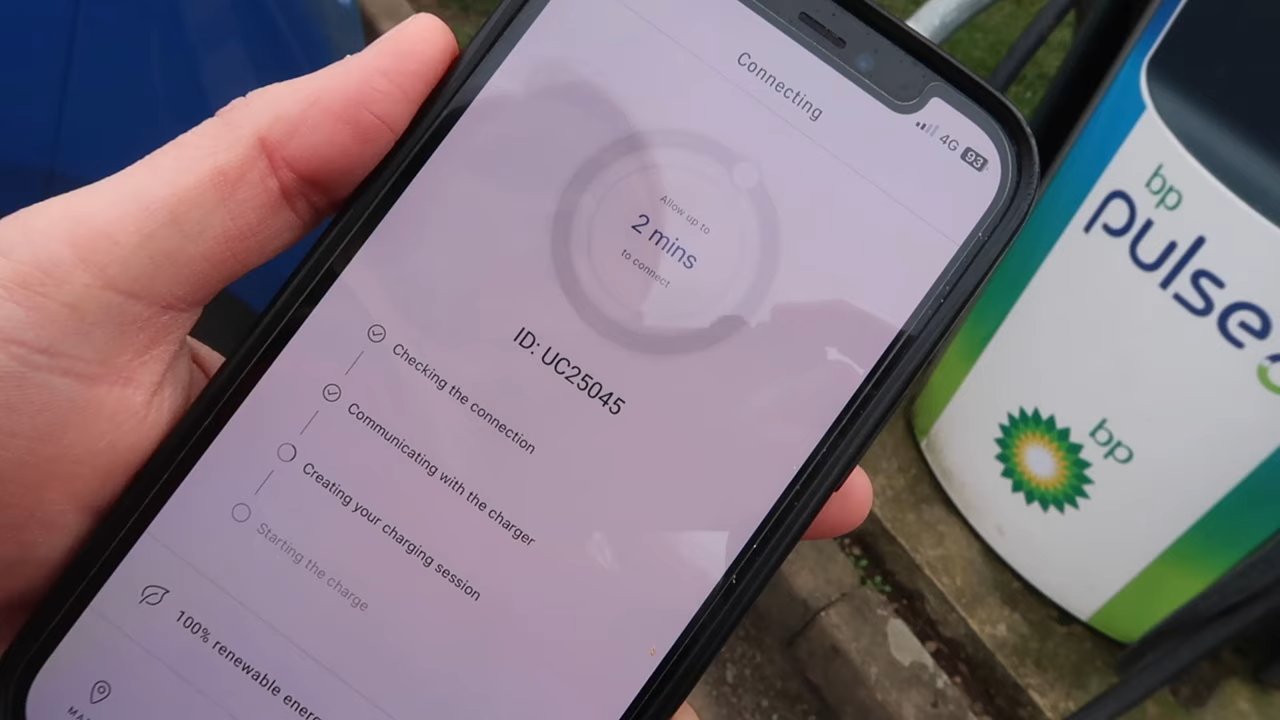 Connecting
4G 93
Allow up to
2 mins
to connect
ID: UC25045
Checking the connection
Communicating with the charger
Creating your charging session
Starting the charge
100% renewable
bp
pulse
bp